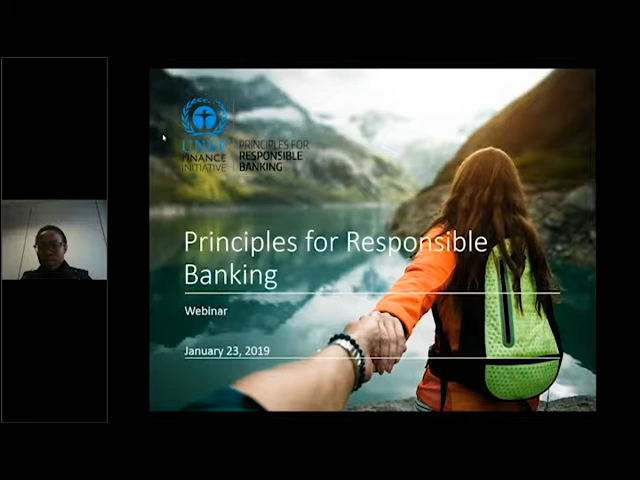 UNEP
FINANCE
INITIATIVE
PRINCIPLES FOR
RESPONSIBLE
BANKING
Principles for Responsible
Banking
Webinar
January 23, 2019